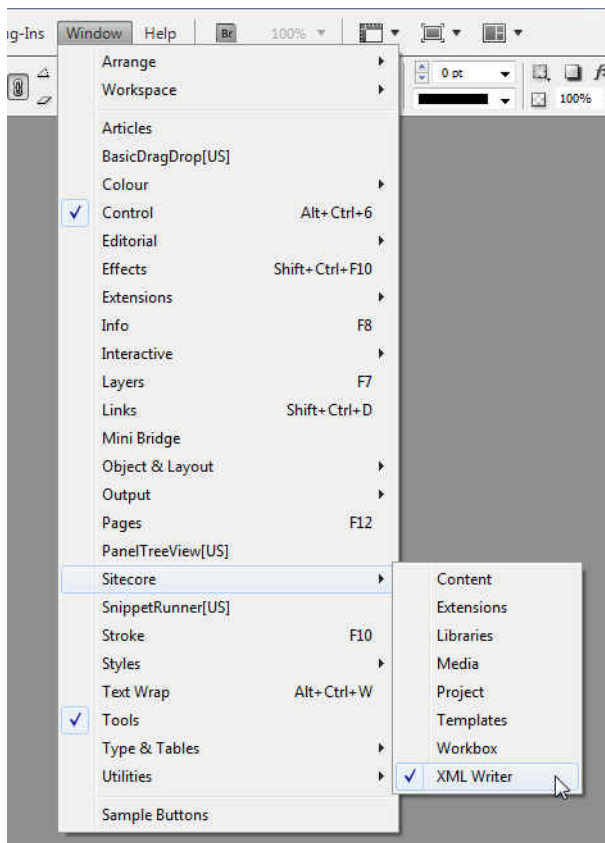 ug-Ins Window Help Br 100%
Arrange
Workspace
0 pt
100%
Articles
BasicDragDrop[US]
Colour
Control Alt+Ctrl+6
Editorial
Effects Shift+Ctrl+F10
Extensions
Info F8
Interactive
Layers F7
Links Shift+Ctrl+D
Mini Bridge
Object & Layout
Output
Pages F12
PanelTreeView[US]
Sitecore
SnippetRunner[US]
Stroke F10
Styles
Text Wrap Alt+Ctrl+W
Tools
Type & Tables
Utilities
Sample Buttons
Content
Extensions
Libraries
Media
Project
Templates
Workbox
XML Writer